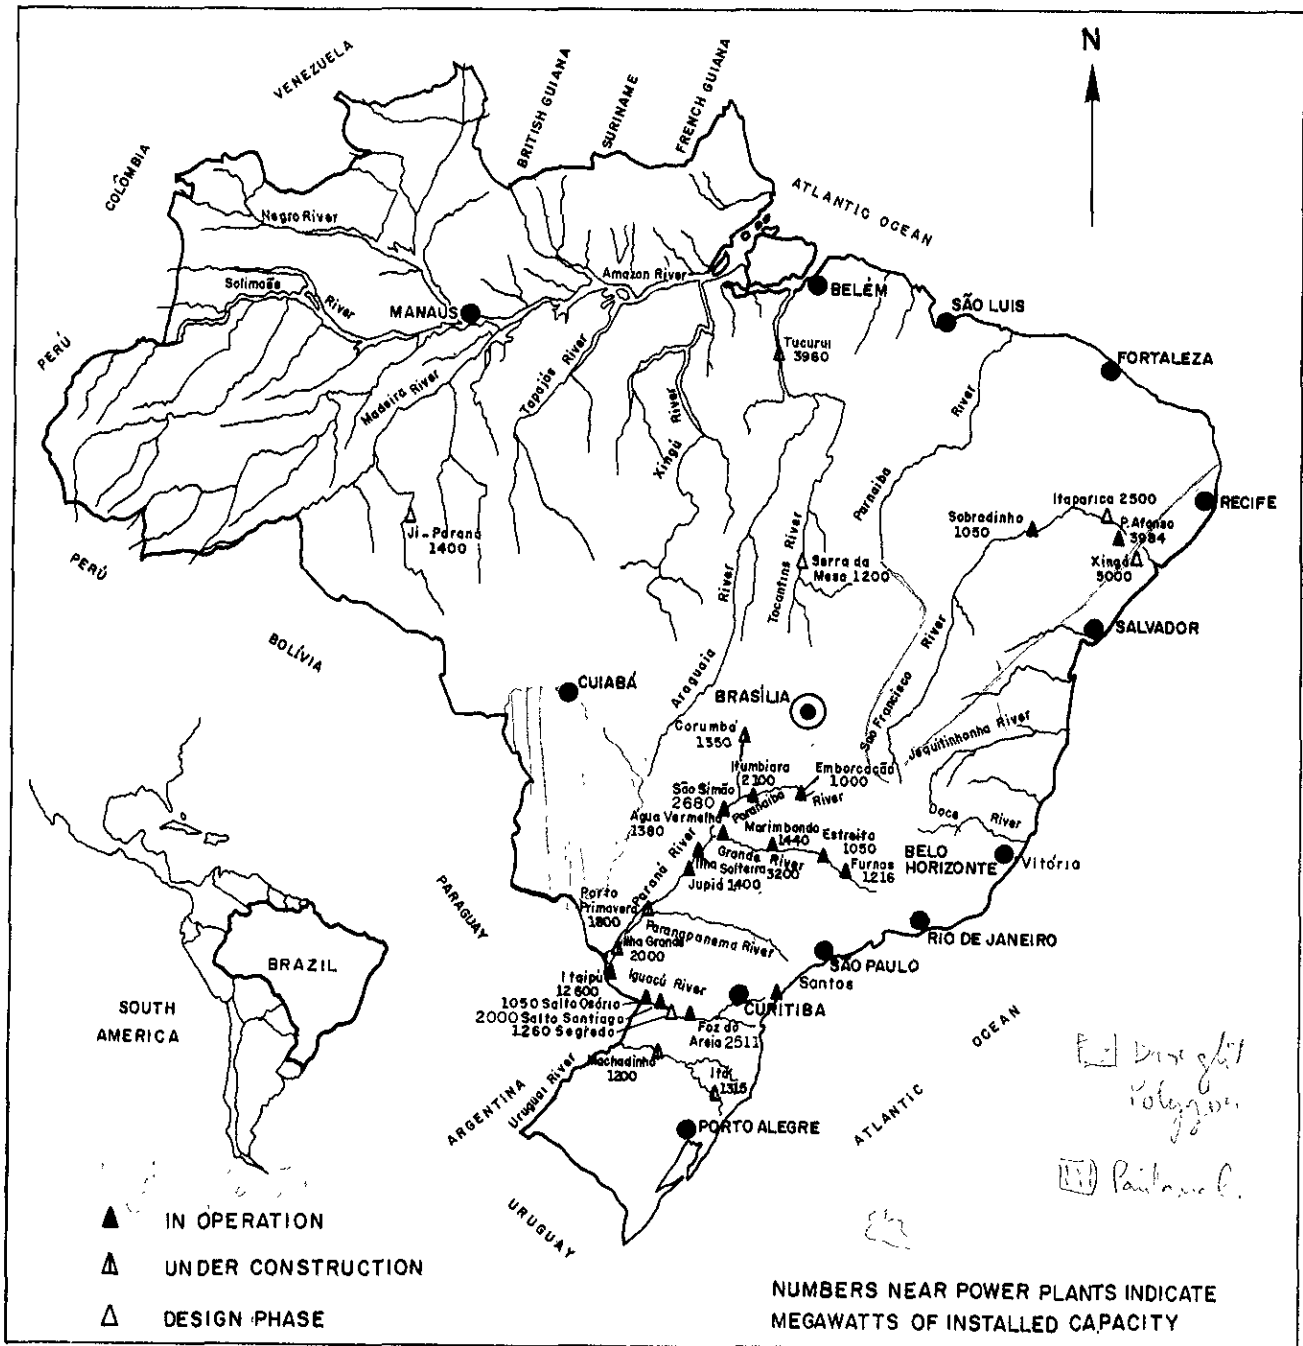 N
VENEZUELA
BRITISH GUIANA
SURINAME
FRENCH GUIANA
COLÔMBIA
ATLANTIC OCEAN
Negro River
Solimoẽs
River
Amazon River
MANAUS
BELÉM
SÃO LUIS
PERÚ
FORTALEZA
Tucurui
3960
Madeira River
Tapajós River
Xingú
River
Parnaiba
River
RECIFE
Itaparica 2500
P. Afonso
3984
Sobradinho
1050
Xingó
5000
Ji-Paraná
1400
PERÚ
Tocantins River
Serra da
Mesa 1200
SALVADOR
BOLÍVIA
Araguaia
River
São Francisco
River
Jequitinhonha River
CUIABÁ
BRASÍLIA
Corumbá
1350
Itumbiara
2100
Emborcação
1000
São Simão
2680
Paranaiba
River
Agua Vermelha
1380
Marimbondo
1440
Estreito
1050
Doce River
Grande River
Furnas
1216
BELO
HORIZONTE
Vitória
Paraná River
Ilha
Solteira
3200
Jupiá 1400
Porto
Primavera
1800
PARAGUAY
Paranapanema River
RIO DE JANEIRO
Ilha Grande
2000
SÃO PAULO
Itaipú
12600
Iguacú River
Santos
1050 Salto Osório
2000 Salto Santiago
1260 Segredo
CURITIBA
Foz do
Areia 2511
Machadinho
1200
Itá
1315
ARGENTINA
Uruguai River
PORTO ALEGRE
OCEAN
ATLANTIC
URUGUAY
BRAZIL
SOUTH
AMERICA
Polygon
IN OPERATION
UNDER CONSTRUCTION
DESIGN PHASE
NUMBERS NEAR POWER PLANTS INDICATE
MEGAWATTS OF INSTALLED CAPACITY